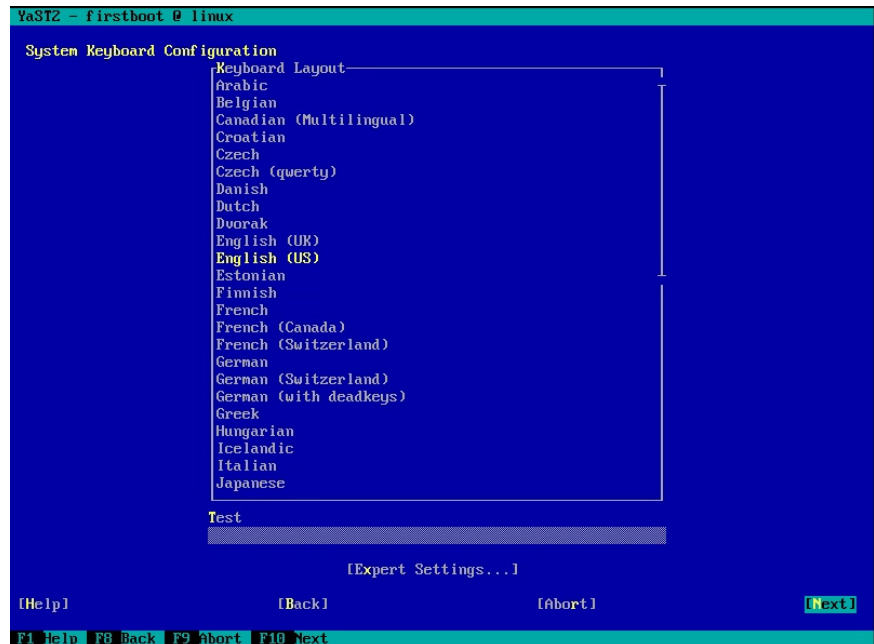 YaST2 - firstboot @ linux
System Keyboard Configuration
Keyboard Layout
Arabic
Belgian
Canadian (Multilingual)
Croatian
Czech
Czech (qwerty)
Danish
Dutch
Dvorak
English (UK)
English (US)
Estonian
Finnish
French
French (Canada)
French (Switzerland)
German
German (Switzerland)
German (with deadkeys)
Greek
Hungarian
Icelandic
Italian
Japanese
Test
[Expert Settings...]
[Help] [Back] [Abort] [Next]
F1 Help F8 Back F9 Abort F10 Next